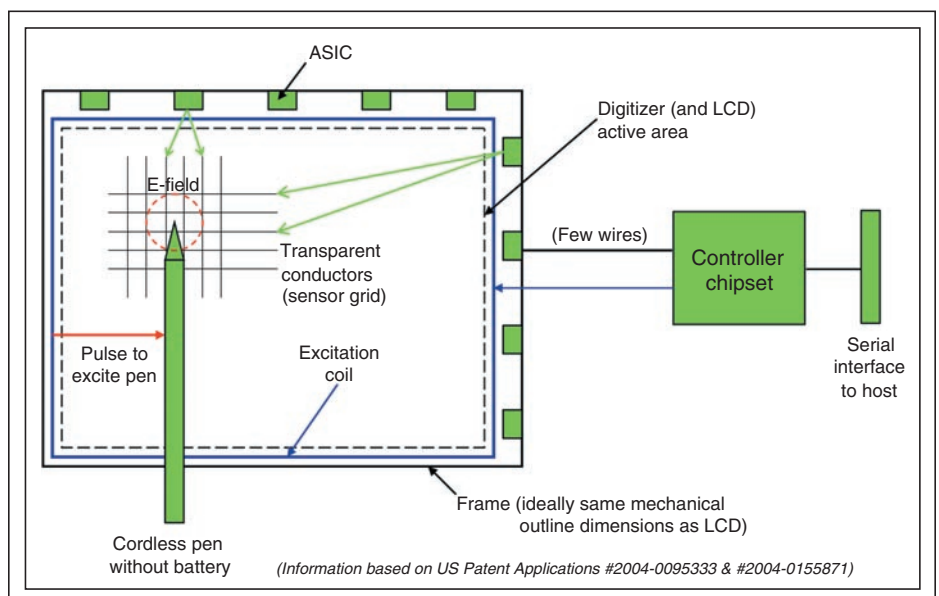 ASIC
Digitizer (and LCD)
active area
E-field
(Few wires)
Controller
chipset
Transparent
conductors
(sensor grid)
Pulse to
excite pen
Excitation
coil
Serial
interface
to host
Frame (ideally same mechanical
outline dimensions as LCD)
Cordless pen
without battery
(Information based on US Patent Applications #2004-0095333 & #2004-0155871)